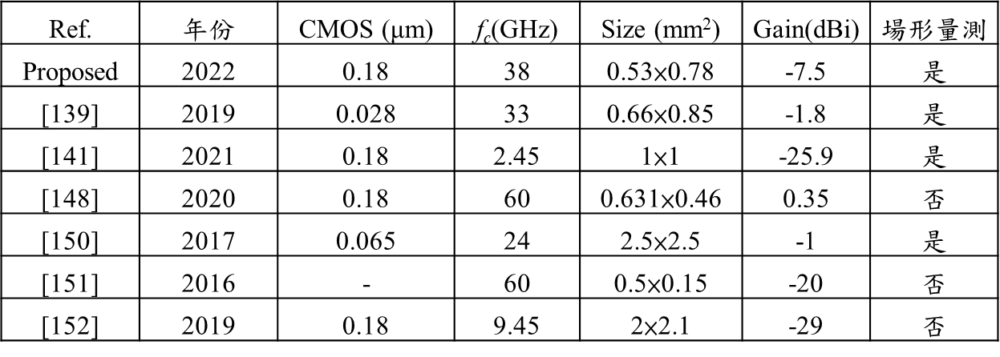 Ref. 年份 CMOS (μm) fc(GHz) Size (mm²) Gain(dBi) 場形量測
Proposed 2022 0.18 38 0.53×0.78 -7.5 是
[139] 2019 0.028 33 0.66×0.85 -1.8 是
[141] 2021 0.18 2.45 1×1 -25.9 是
[148] 2020 0.18 60 0.631×0.46 0.35 否
[150] 2017 0.065 24 2.5×2.5 -1 是
[151] 2016 - 60 0.5×0.15 -20 否
[152] 2019 0.18 9.45 2×2.1 -29 否